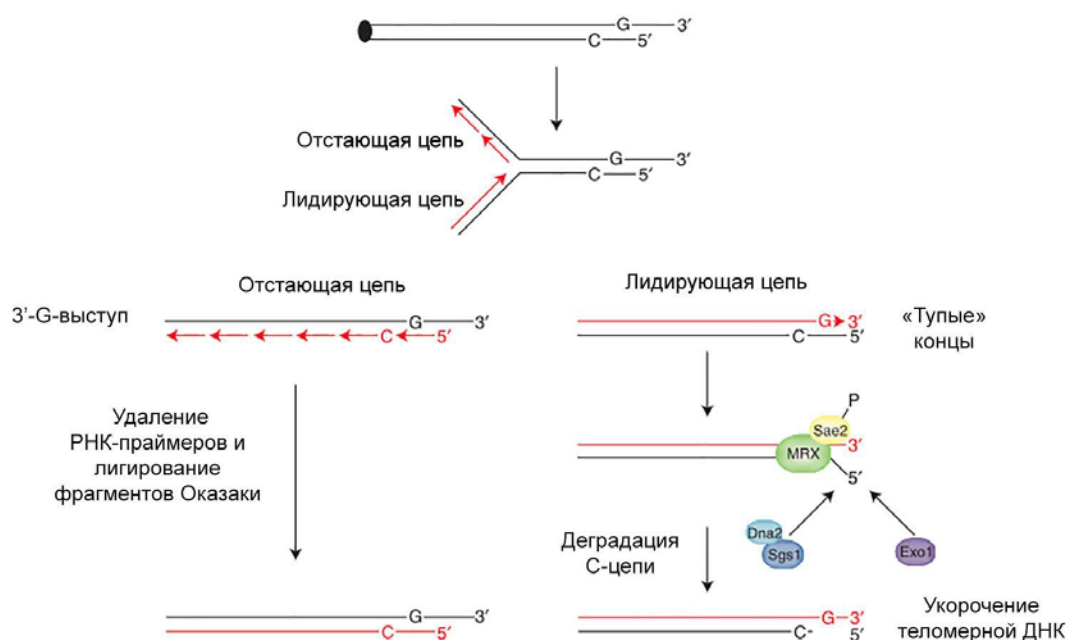 G 3′
C 5′
Отстающая цепь
G 3′
C 5′
Лидирующая цепь
Отстающая цепь
Лидирующая цепь
3’-G-выступ
G 3′
C 5′
G 3′
C 5′
«Тупые»
концы
Удаление
РНК-праймеров и
лигирование
фрагментов Оказаки
P
Sae2
3′
MRX
5′
Dna2
Sgs1
Exo1
Деградация
С-цепи
G 3′
C 5′
G 3′
C- 5′
Укорочение
теломерной ДНК